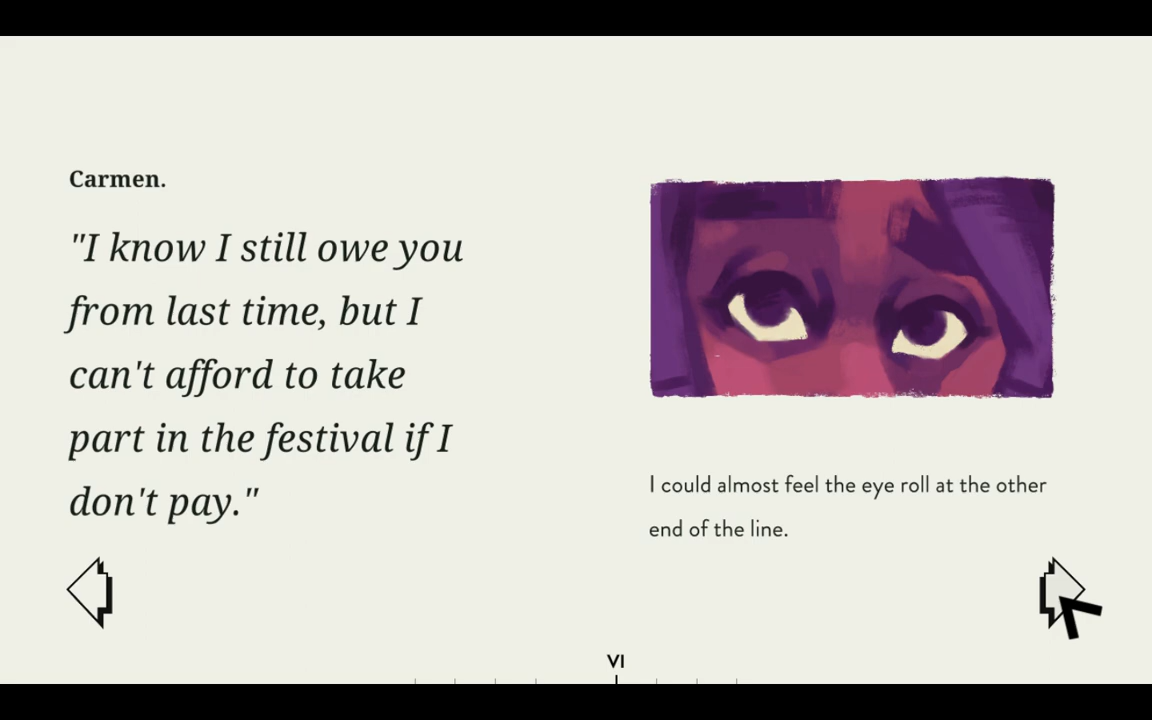 Carmen.
"I know I still owe you
from last time, but I
can't afford to take
part in the festival if I
don't pay."
I could almost feel the eye roll at the other
end of the line.
VI